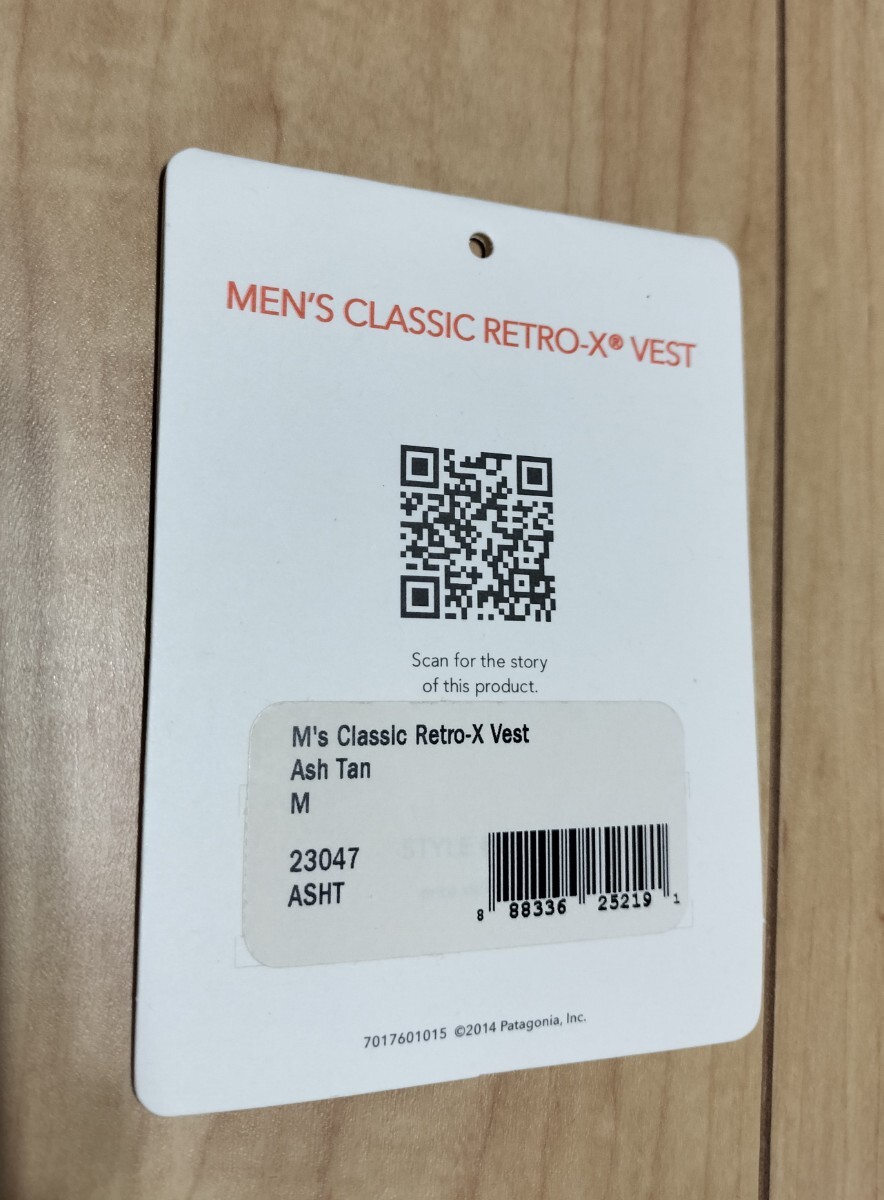 MEN'S CLASSIC RETRO-X® VEST
Scan for the story
of this product.
M's Classic Retro-X Vest
Ash Tan
M
23047
ASHT
STYLE
8 88336 25219 1
7017601015 ©2014 Patagonia, Inc.